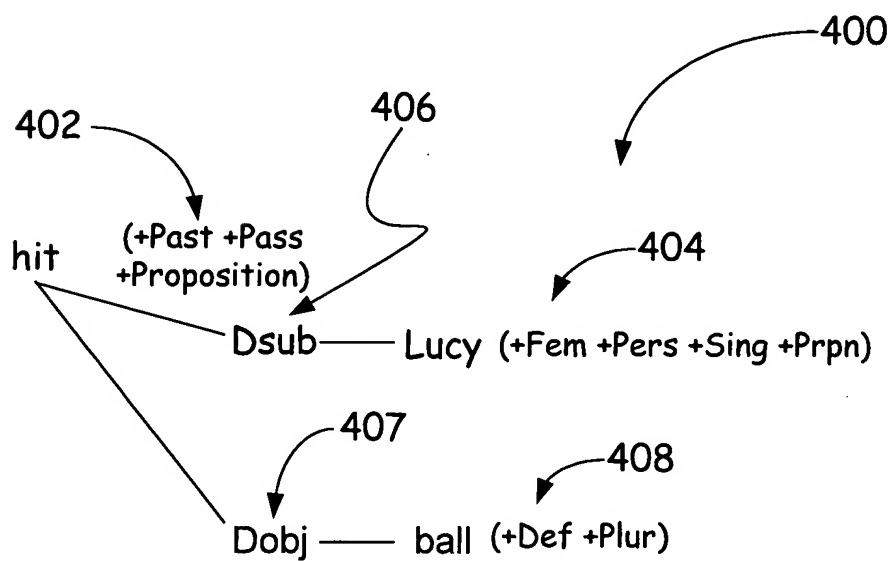 400
406
402
(+Past +Pass
+Proposition)
hit
404
Dsub Lucy (+Fem +Pers +Sing +Prpn)
407
408
Dobj ball (+Def +Plur)